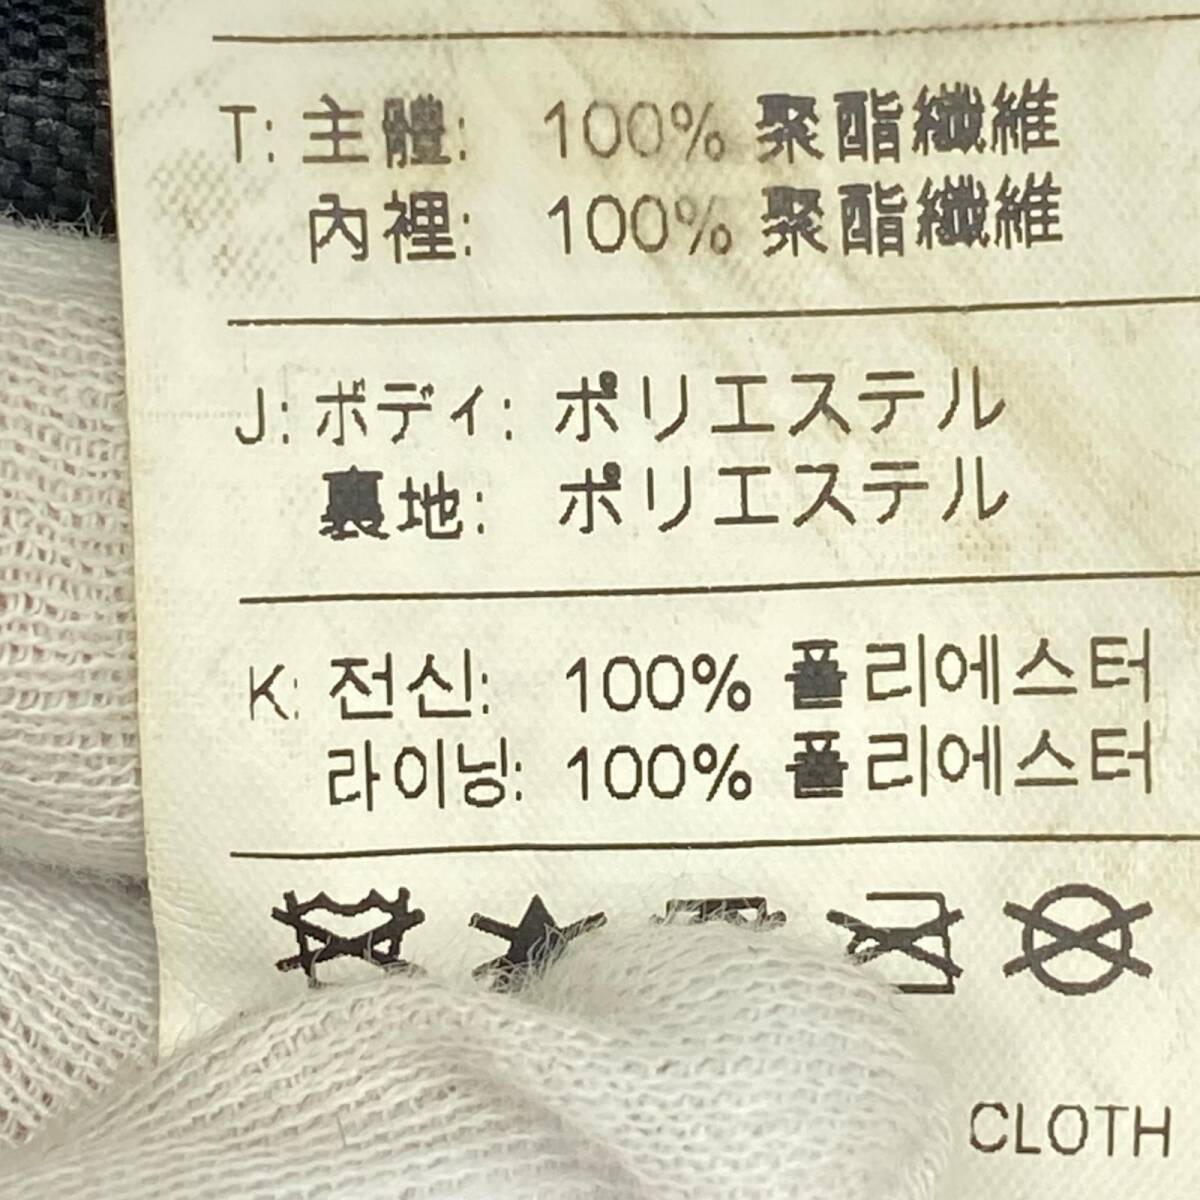 T: 主體: 100% 聚酯纖維
內裡: 100% 聚酯纖維
J: ボディ: ポリエステル
裏地: ポリエステル
K: 전신: 100% 폴리에스터
라이닝: 100% 폴리에스터
CLOTH